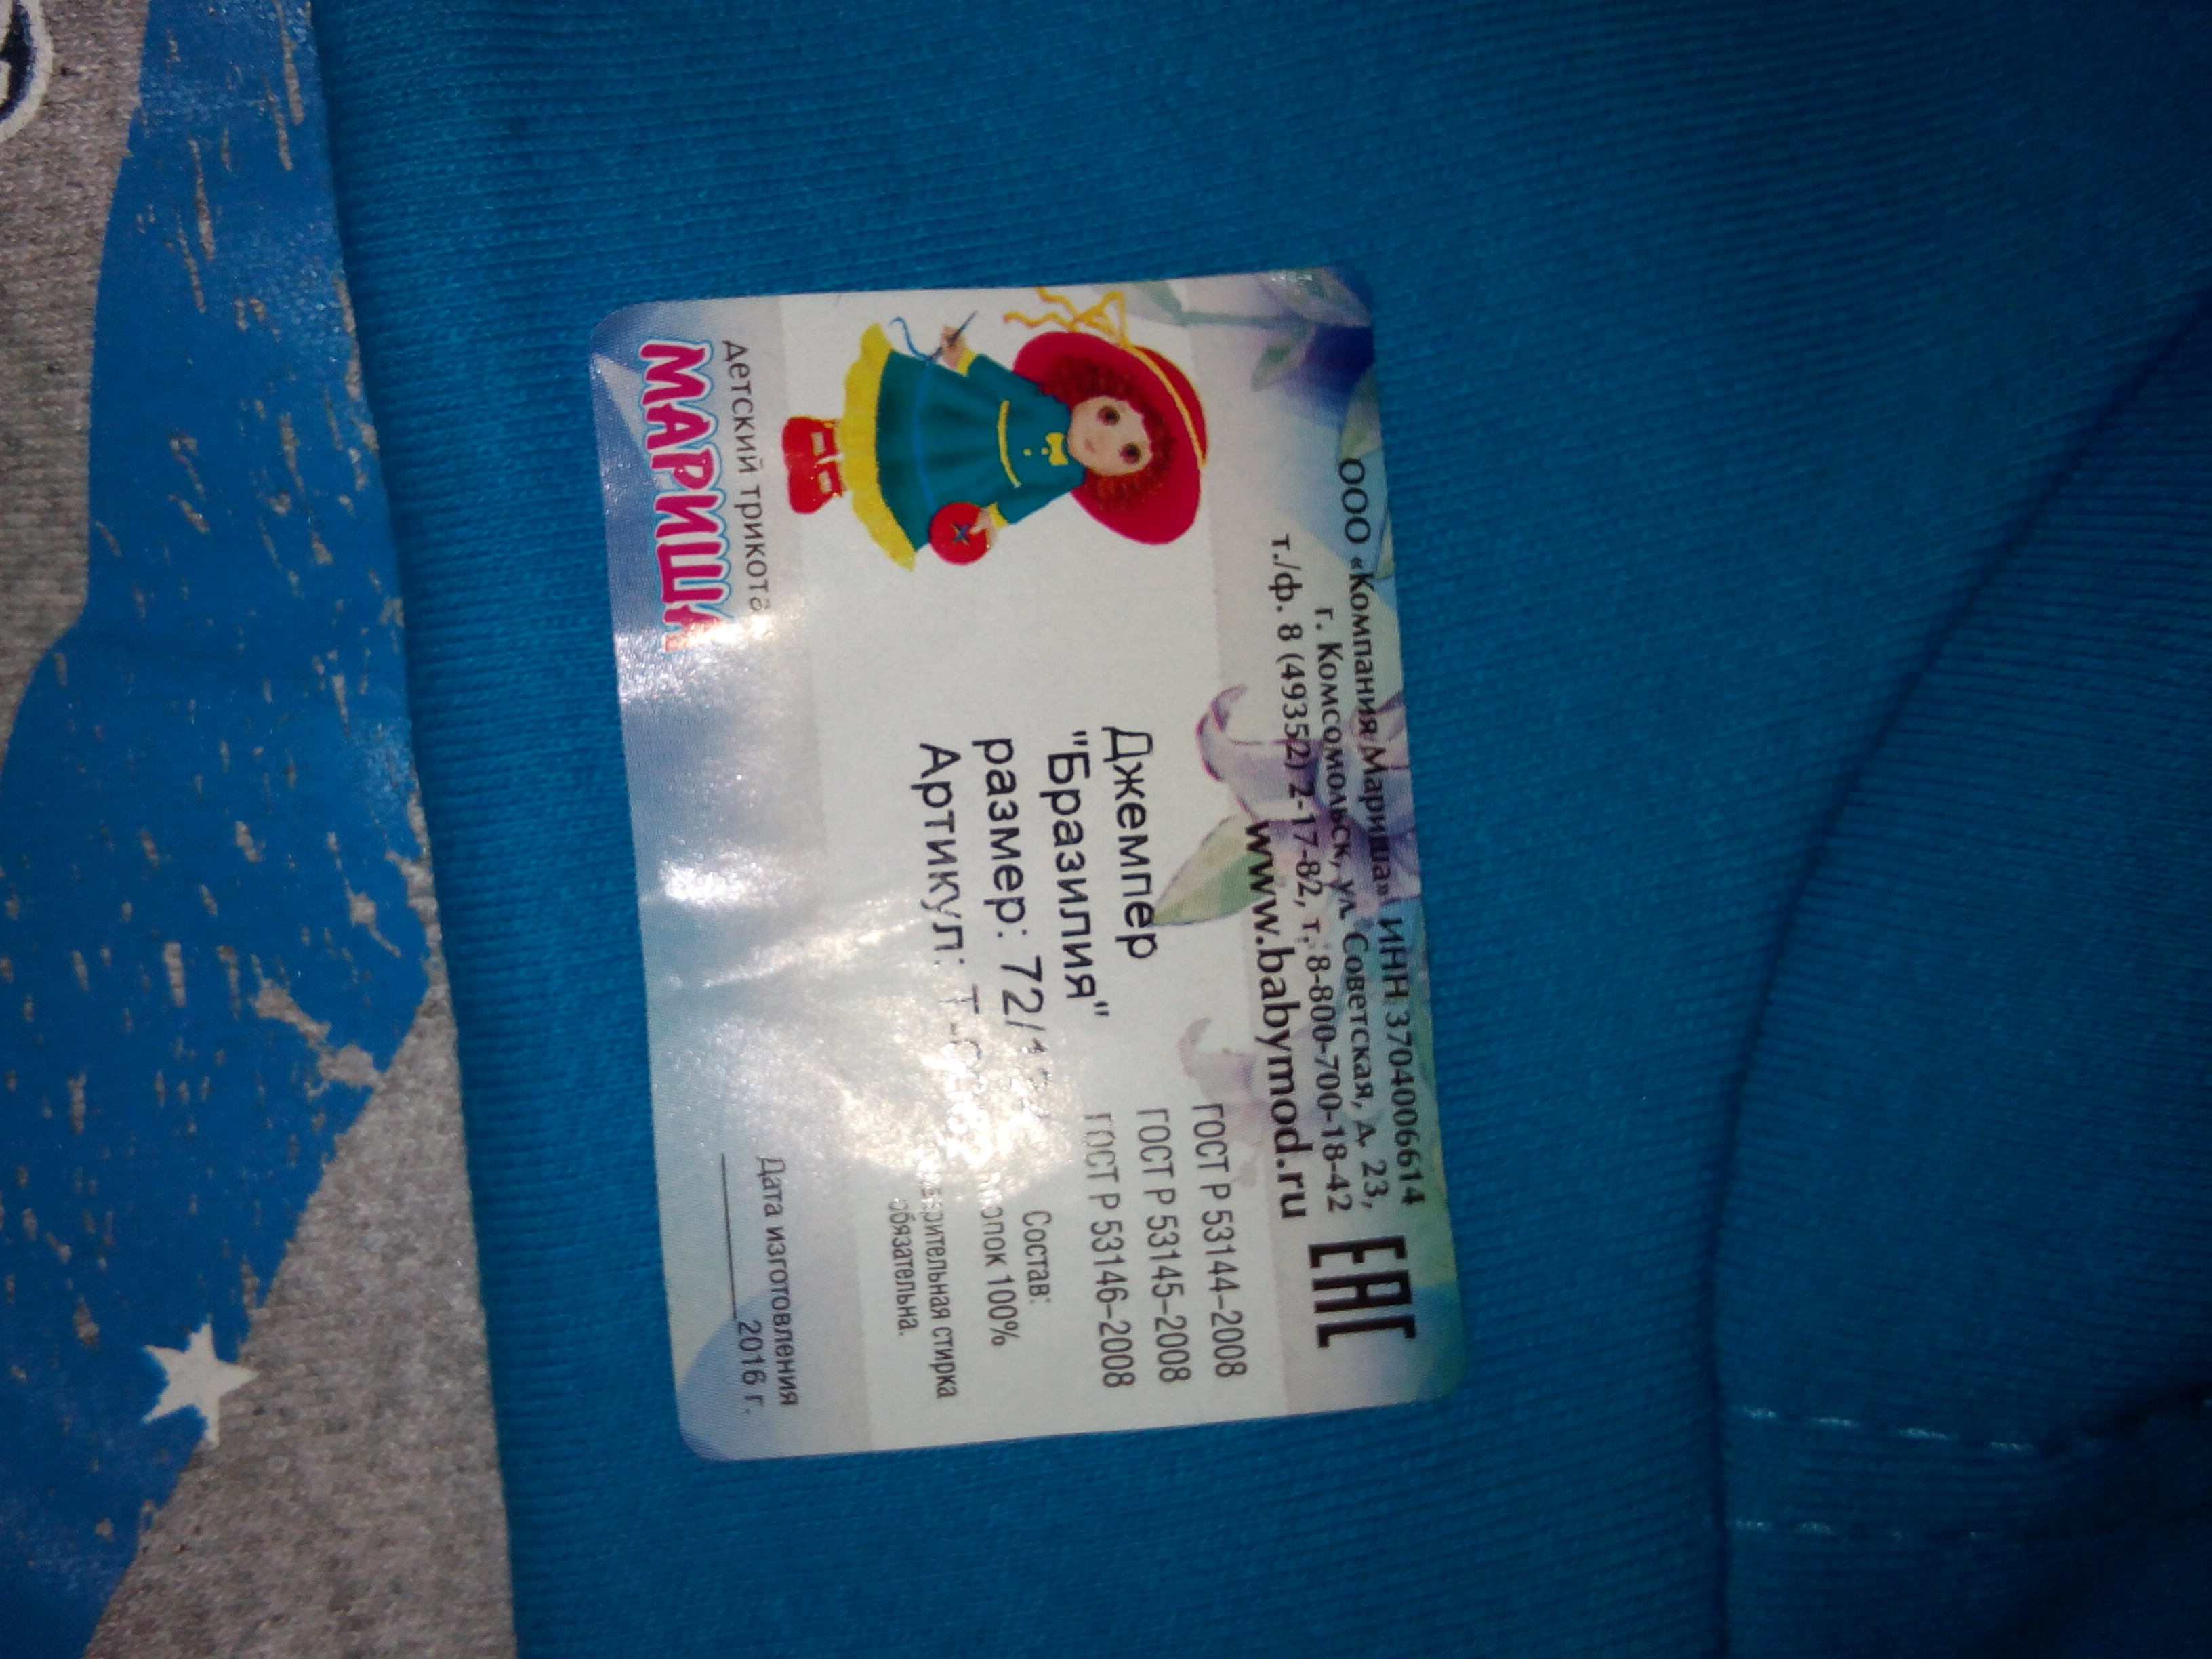 ООО «Компания Мариша» ИНН 3704006614
г. Комсомольск, ул. Советская, д. 23,
т./ф. 8 (49352) 2-17-82, т. 8-800-700-18-42
www.babymod.ru
ЕАС
Джемпер
"Бразилия"
размер:
Артикул:
ГОСТ Р 53144–2008
ГОСТ Р 53145–2008
ГОСТ Р 53146–2008
Состав:
хлопок 100%
стирка
обязательна.
детский трикотаж
МАРИША
Дата изготовления
________2016 г.